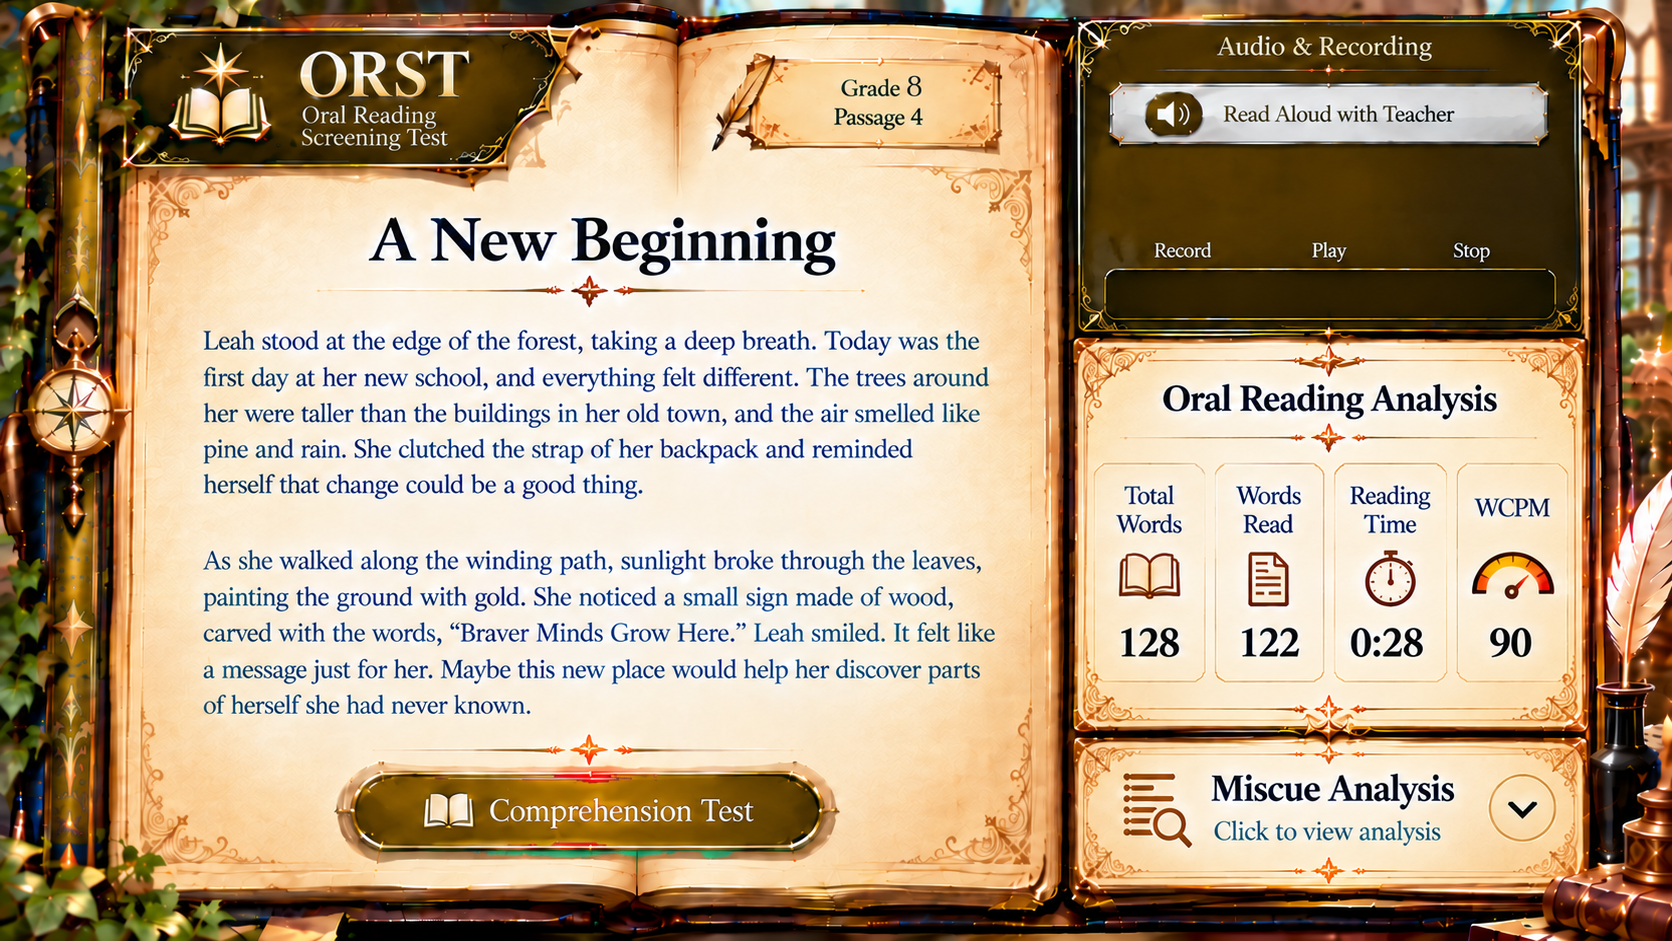 ORST
Oral Reading
Screening Test
Grade 8
Passage 4
A New Beginning
Leah stood at the edge of the forest, taking a deep breath. Today was the
first day at her new school, and everything felt different. The trees around
her were taller than the buildings in her old town, and the air smelled like
pine and rain. She clutched the strap of her backpack and reminded
herself that change could be a good thing.
As she walked along the winding path, sunlight broke through the leaves,
painting the ground with gold. She noticed a small sign made of wood,
carved with the words, “Braver Minds Grow Here.” Leah smiled. It felt like
a message just for her. Maybe this new place would help her discover parts
of herself she had never known.
Comprehension Test
Audio & Recording
Read Aloud with Teacher
Record Play Stop
Oral Reading Analysis
Total
Words
128
Words
Read
122
Reading
Time
0:28
WCPM
90
Miscue Analysis
Click to view analysis